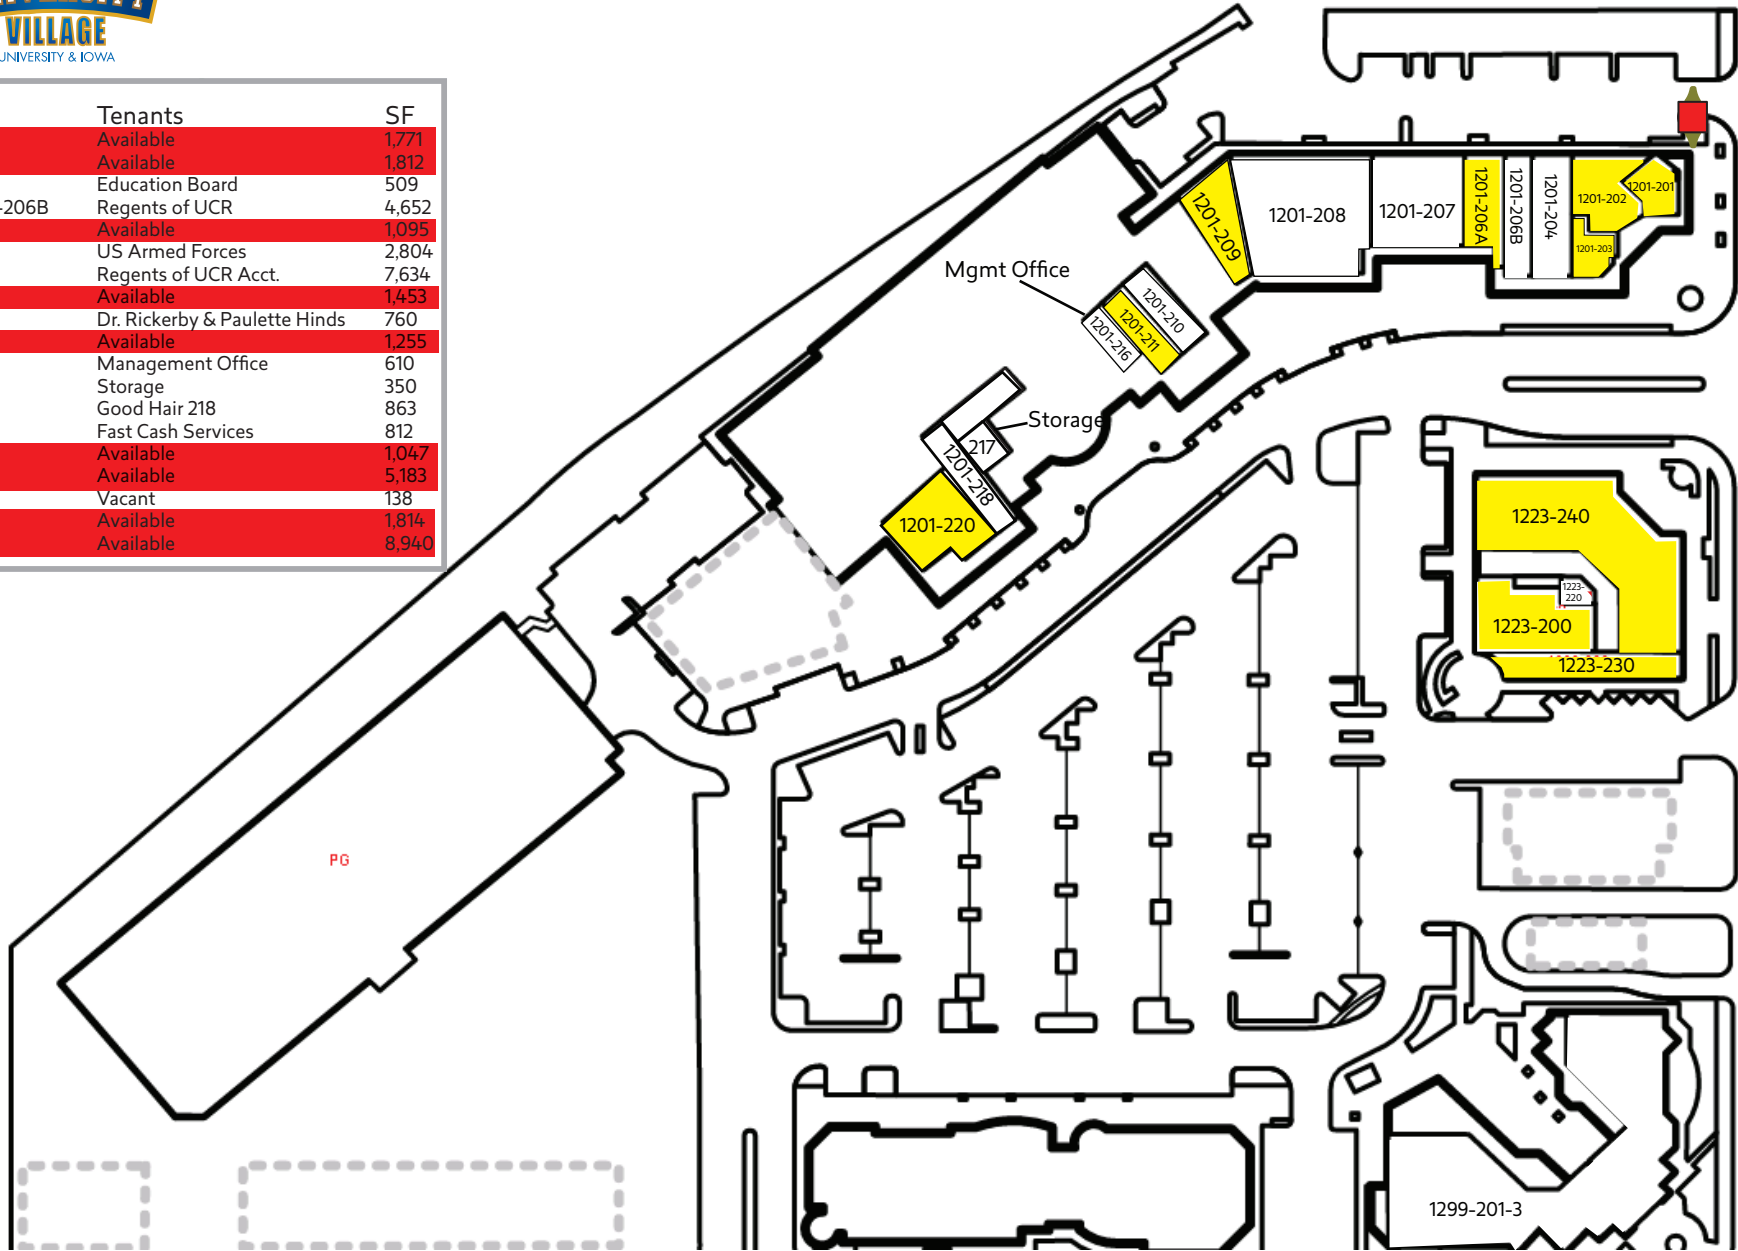 VILLAGE
UNIVERSITY & IOWA
Tenants SF
Available 1,771
Available 1,812
Education Board 509
-206B Regents of UCR 4,652
Available 1,095
US Armed Forces 2,804
Regents of UCR Acct. 7,634
Available 1,453
Dr. Rickerby & Paulette Hinds 760
Available 1,255
Management Office 610
Storage 350
Good Hair 218 863
Fast Cash Services 812
Available 1,047
Available 5,183
Vacant 138
Available 1,814
Available 8,940
1201-209
1201-208
1201-207
1201-206A
1201-206B
1201-204
1201-202
1201-201
1201-203
Mgmt Office
1201-210
1201-211
1201-216
Storage
217
1201-218
1201-220
1223-240
1223-
220
1223-200
1223-230
PG
1299-201-3